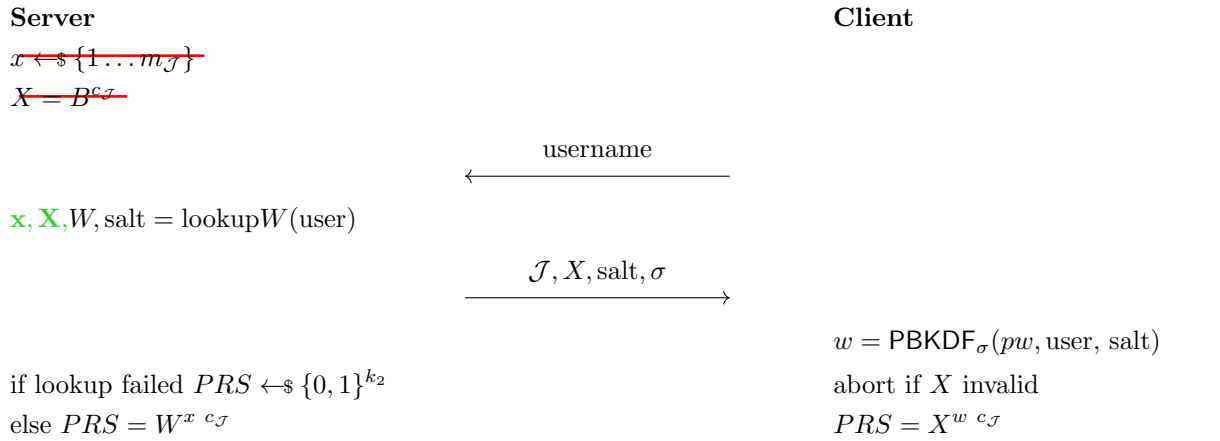 Server Client
x ←$ {1 … m_𝒥}
X = B^{c_𝒥}
username
x, X, W, salt = lookupW(user)
𝒥, X, salt, σ
w = PBKDF_σ(pw, user, salt)
if lookup failed PRS ←$ {0, 1}^{k_2} abort if X invalid
else PRS = W^{x c_𝒥} PRS = X^{w c_𝒥}